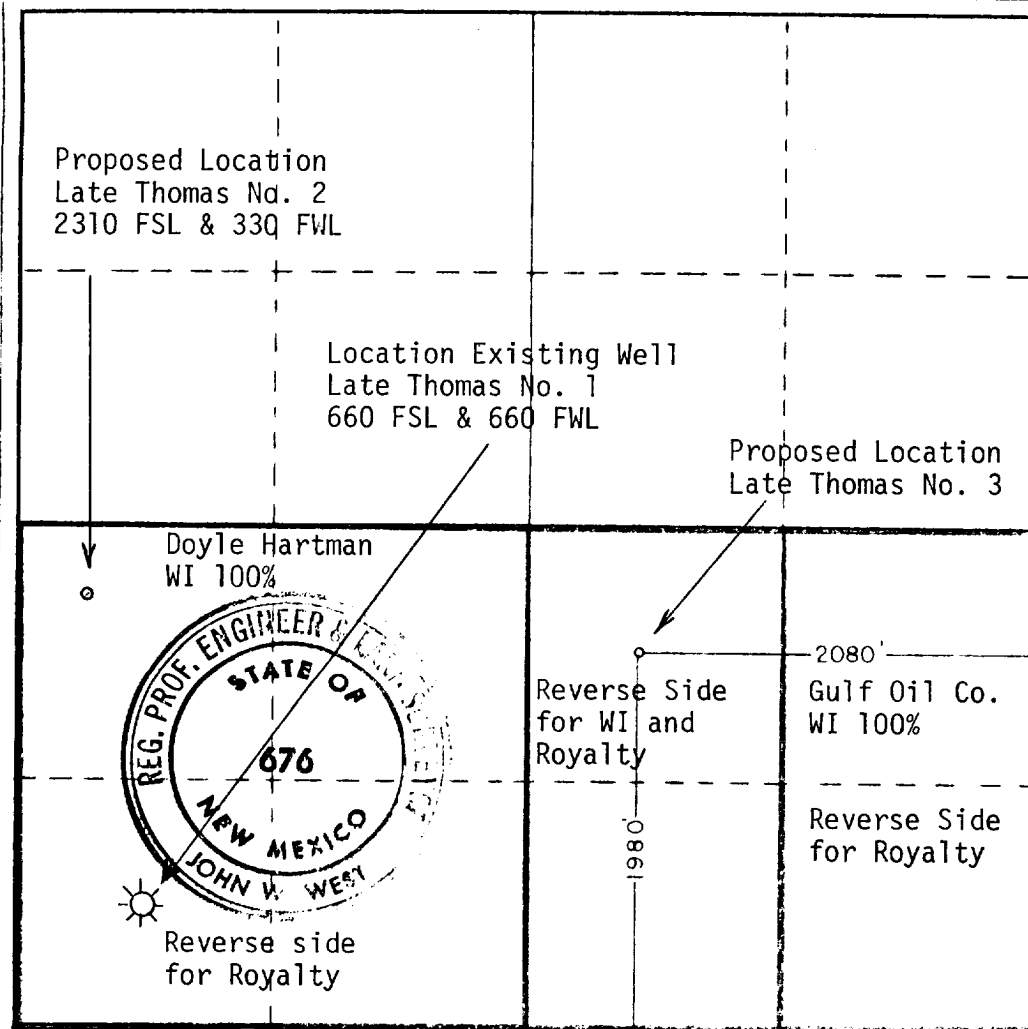 Proposed Location
Late Thomas No. 2
2310 FSL & 330 FWL
Location Existing Well
Late Thomas No. 1
660 FSL & 660 FWL
Proposed Location
Late Thomas No. 3
Doyle Hartman
WI 100%
REG. PROF. ENGINEER &
STATE OF
676
NEW MEXICO
JOHN W. WEST
Reverse side
for Royalty
Reverse Side
for WI and
Royalty
2080'
Gulf Oil Co.
WI 100%
1980'
Reverse Side
for Royalty